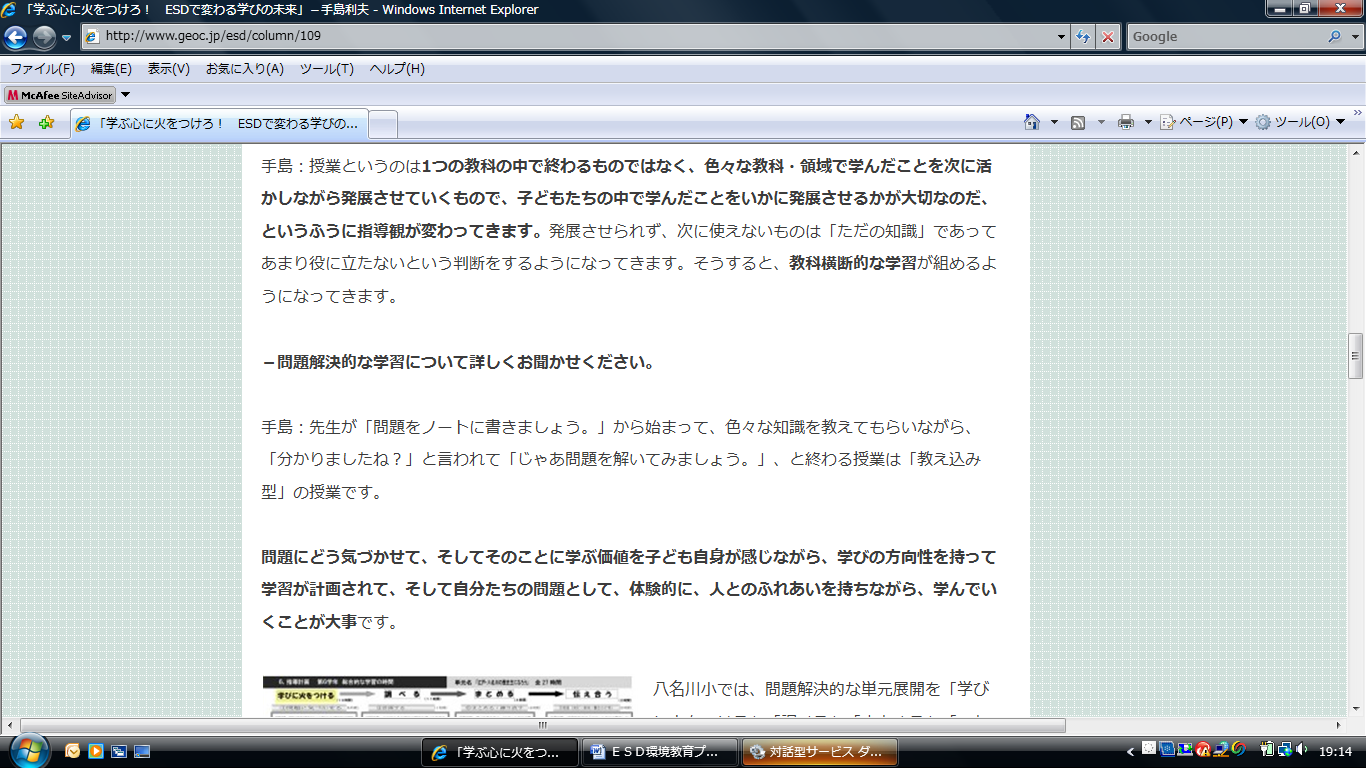 「学ぶ心に火をつけろ！　ESDで変わる学びの未来」－手島利夫 - Windows Internet Explorer
http://www.geoc.jp/esd/column/109
Google
ファイル(F) 編集(E) 表示(V) お気に入り(A) ツール(T) ヘルプ(H)
McAfee SiteAdvisor
「学ぶ心に火をつけろ！　ESDで変わる学びの... ページ(P) ツール(O)
手島：授業というのは1つの教科の中で終わるものではなく、色々な教科・領域で学んだことを次に活
かしながら発展させていくもので、子どもたちの中で学んだことをいかに発展させるかが大切なのだ、
というふうに指導観が変わってきます。発展させられず、次に使えないものは「ただの知識」であって
あまり役に立たないという判断をするようになってきます。そうすると、教科横断的な学習が組めるよ
うになってきます。
－問題解決的な学習について詳しくお聞かせください。
手島：先生が「問題をノートに書きましょう。」から始まって、色々な知識を教えてもらいながら、
「分かりましたね？」と言われて「じゃあ問題を解いてみましょう。」、と終わる授業は「教え込み
型」の授業です。
問題にどう気づかせて、そしてそのことに学ぶ価値を子ども自身が感じながら、学びの方向性を持って
学習が計画されて、そして自分たちの問題として、体験的に、人とのふれあいを持ちながら、学んでい
くことが大事です。
学びに火をつける 調べる まとめる 伝え合う
八名川小では、問題解決的な単元展開を「学び
「学ぶ心に火をつ... ＥＳＤ環境教育プ... 対話型サービス ダ... 19:14